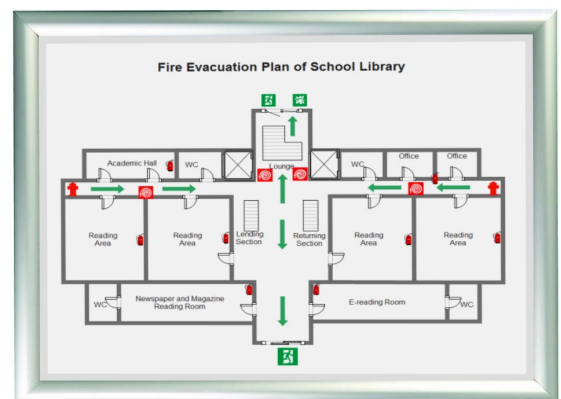 Fire Evacuation Plan of School Library
Academic Hall
WC
Lounge
WC
Office
Office
Reading
Area
Reading
Area
Lending
Section
Returning
Section
Reading
Area
Reading
Area
WC
Newspaper and Magazine
Reading Room
E-reading Room
WC